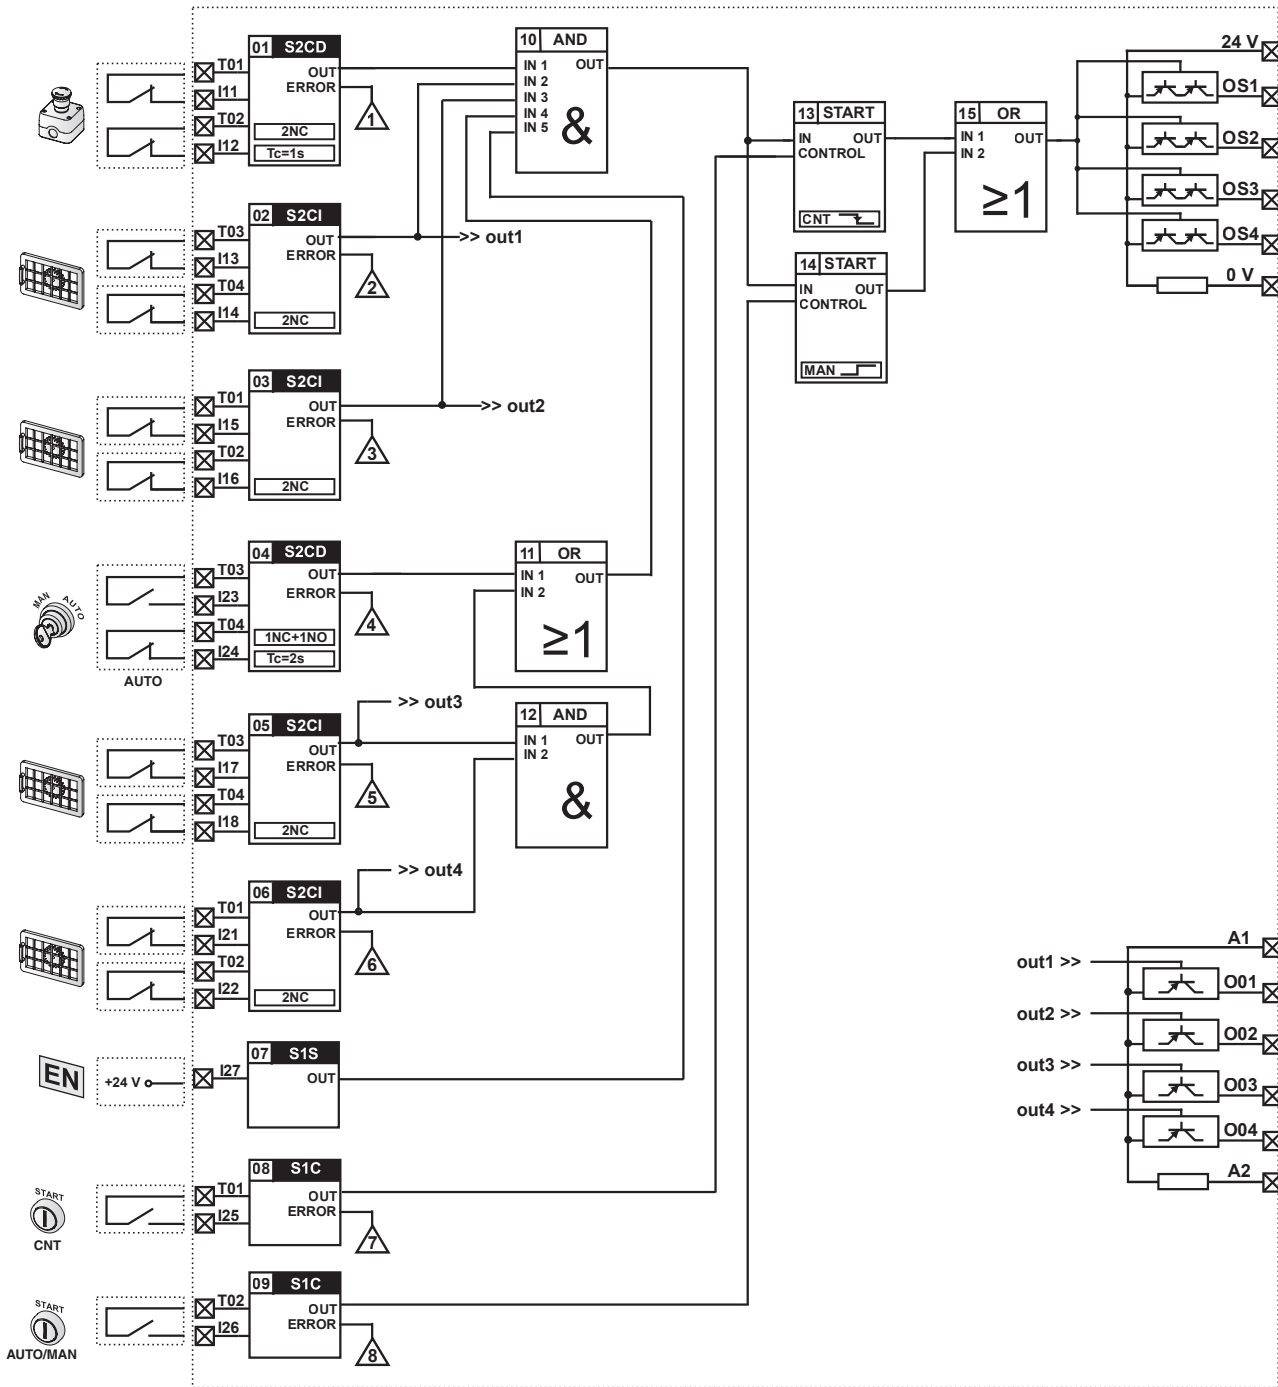 01 S2CD
T01
OUT
I11
ERROR
1
T02
2NC
I12
Tc=1s
10 AND
IN 1
OUT
IN 2
IN 3
IN 4
IN 5
&
02 S2CI
T03
OUT
>> out1
I13
ERROR
2
T04
I14
2NC
13 START
IN
OUT
CONTROL
CNT
15 OR
IN 1
OUT
IN 2
≥1
14 START
IN
OUT
CONTROL
MAN
24 V
OS1
OS2
OS3
OS4
0 V
03 S2CI
T01
OUT
>> out2
I15
ERROR
3
T02
I16
2NC
MAN AUTO
AUTO
04 S2CD
T03
OUT
I23
ERROR
4
T04
1NC+1NO
I24
Tc=2s
11 OR
IN 1
OUT
IN 2
≥1
05 S2CI
>> out3
T03
OUT
I17
ERROR
5
T04
I18
2NC
12 AND
IN 1
OUT
IN 2
&
06 S2CI
>> out4
T01
OUT
I21
ERROR
6
T02
I22
2NC
EN
+24 V
I27
07 S1S
OUT
START
CNT
08 S1C
T01
OUT
I25
ERROR
7
START
AUTO/MAN
09 S1C
T02
OUT
I26
ERROR
8
A1
out1 >>
O01
out2 >>
O02
out3 >>
O03
out4 >>
O04
A2